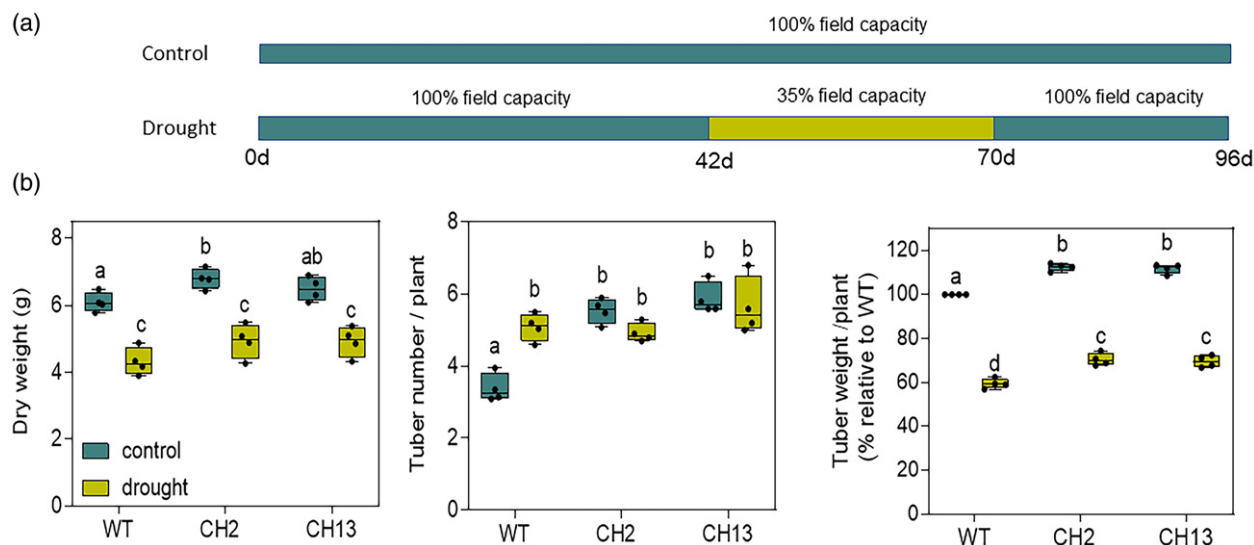 (a)
100% field capacity
Control
100% field capacity
35% field capacity
100% field capacity
Drought
0d
42d
70d
96d
(b)
Dry weight (g)
8
6
4
2
0
a
c
b
c
ab
c
control
drought
WT
CH2
CH13
Tuber number / plant
8
6
4
2
0
a
b
b
b
b
b
WT
CH2
CH13
Tuber weight /plant
(% relative to WT)
120
100
80
60
40
20
0
a
d
b
c
b
c
WT
CH2
CH13